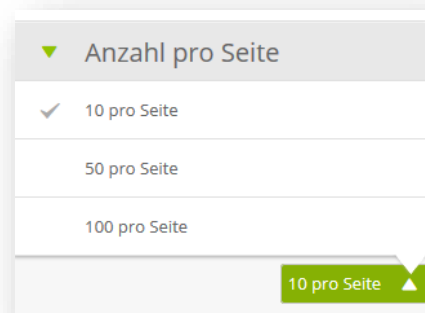 Anzahl pro Seite
10 pro Seite
50 pro Seite
100 pro Seite
10 pro Seite